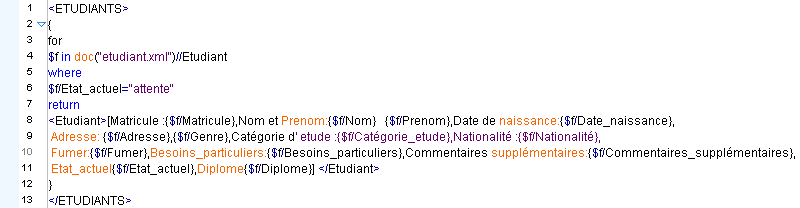 1 <ETUDIANTS>
2 {
3 for
4 $f in doc("etudiant.xml")//Etudiant
5 where
6 $f/Etat_actuel="attente"
7 return
8 <Etudiant>[Matricule :{$f/Matricule},Nom et Prenom:{$f/Nom} {$f/Prenom},Date de naissance:{$f/Date_naissance},
9 Adresse: {$f/Adresse},{$f/Genre},Catégorie d' etude :{$f/Catégorie_etude},Nationalité :{$f/Nationalité},
10 Fumer:{$f/Fumer},Besoins_particuliers:{$f/Besoins_particuliers},Commentaires supplémentaires:{$f/Commentaires_supplémentaires},
11 Etat_actuel{$f/Etat_actuel},Diplome{$f/Diplome}] </Etudiant>
12 }
13 </ETUDIANTS>